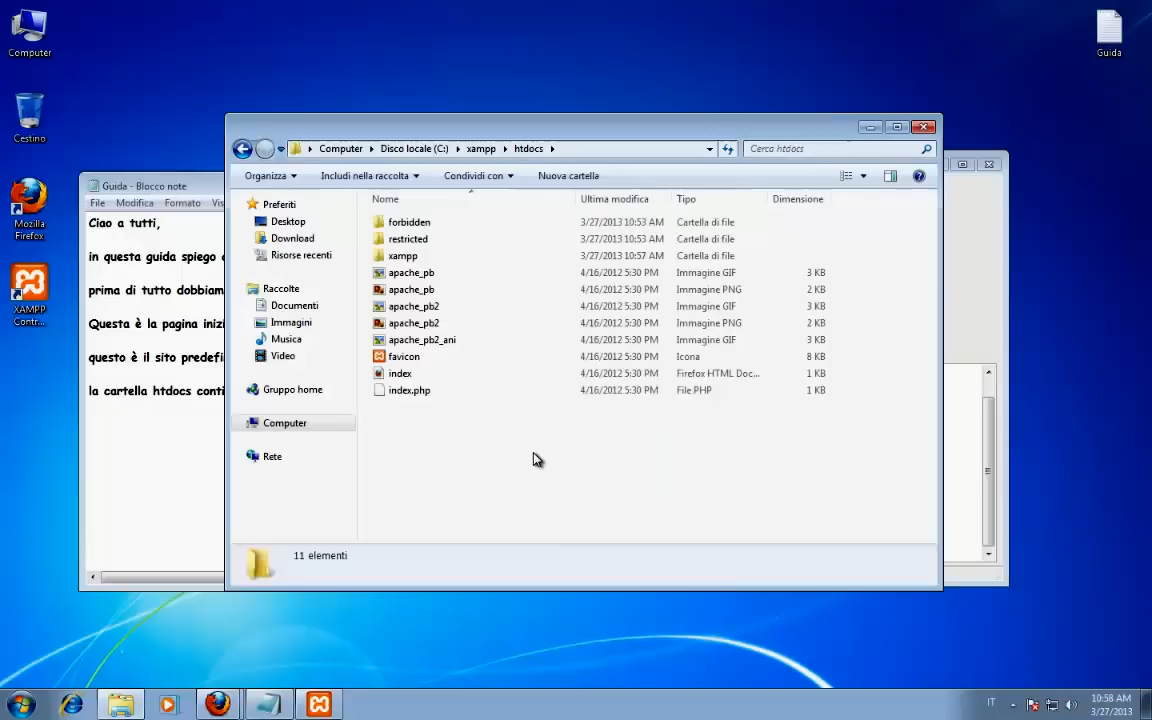 Computer
Cestino
Mozilla
Firefox
XAMPP
Contr...
Guida
Guida - Blocco note
File Modifica Formato
Ciao a tutti,
in questa guida spiego
prima di tutto dobbiam
Questa è la pagina iniz
questo è il sito predefi
la cartella htdocs conti
Computer Disco locale (C:) xampp htdocs
Cerca htdocs
Organizza Includi nella raccolta Condividi con Nuova cartella
Preferiti
Desktop
Download
Risorse recenti
Raccolte
Documenti
Immagini
Musica
Video
Gruppo home
Computer
Rete
Nome Ultima modifica Tipo Dimensione
forbidden 3/27/2013 10:53 AM Cartella di file
restricted 3/27/2013 10:53 AM Cartella di file
xampp 3/27/2013 10:57 AM Cartella di file
apache_pb 4/16/2012 5:30 PM Immagine GIF 3 KB
apache_pb 4/16/2012 5:30 PM Immagine PNG 2 KB
apache_pb2 4/16/2012 5:30 PM Immagine GIF 3 KB
apache_pb2 4/16/2012 5:30 PM Immagine PNG 2 KB
apache_pb2_ani 4/16/2012 5:30 PM Immagine GIF 3 KB
favicon 4/16/2012 5:30 PM Icona 8 KB
index 4/16/2012 5:30 PM Firefox HTML Doc... 1 KB
index.php 4/16/2012 5:30 PM File PHP 1 KB
11 elementi
IT
10:58 AM
3/27/2013